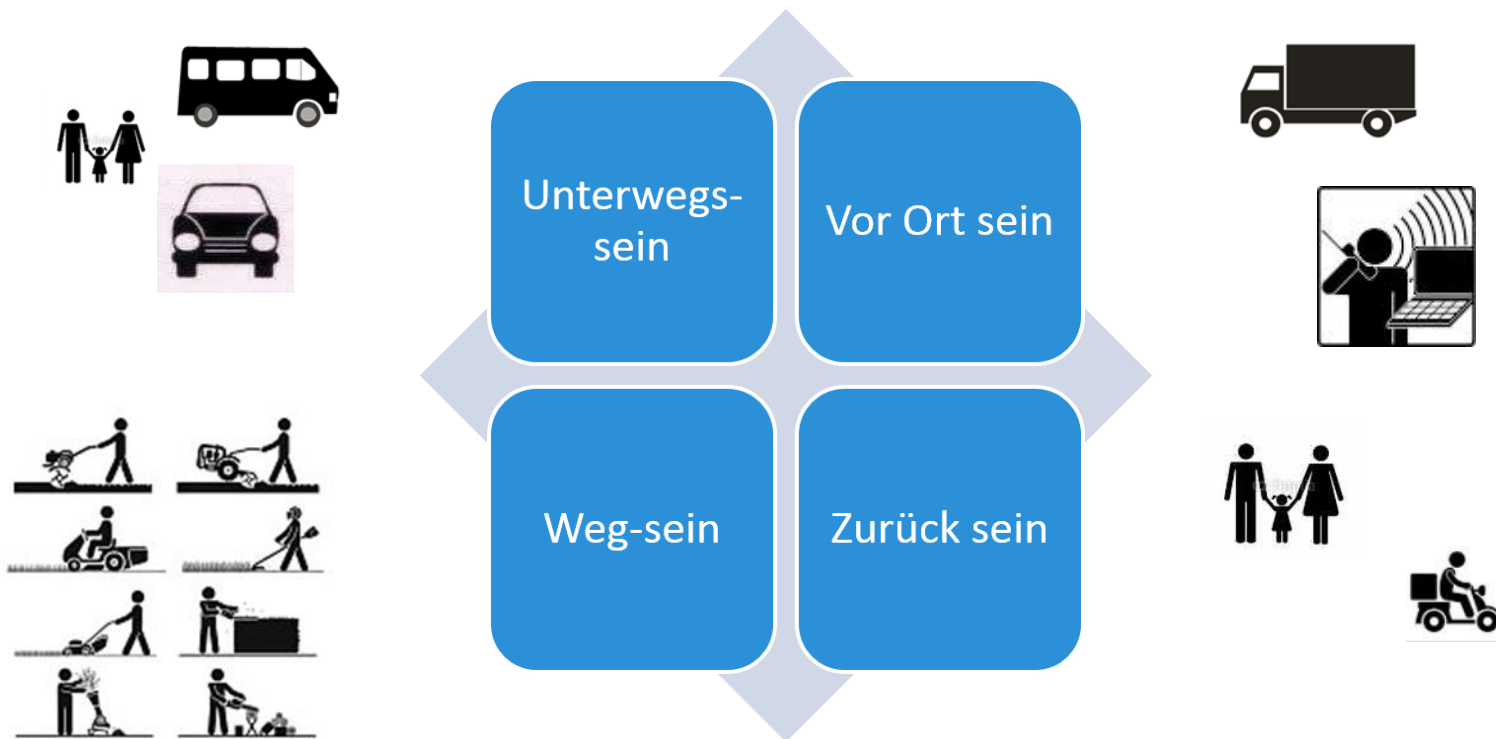 Unterwegs-
sein
Vor Ort sein
Weg-sein
Zurück sein